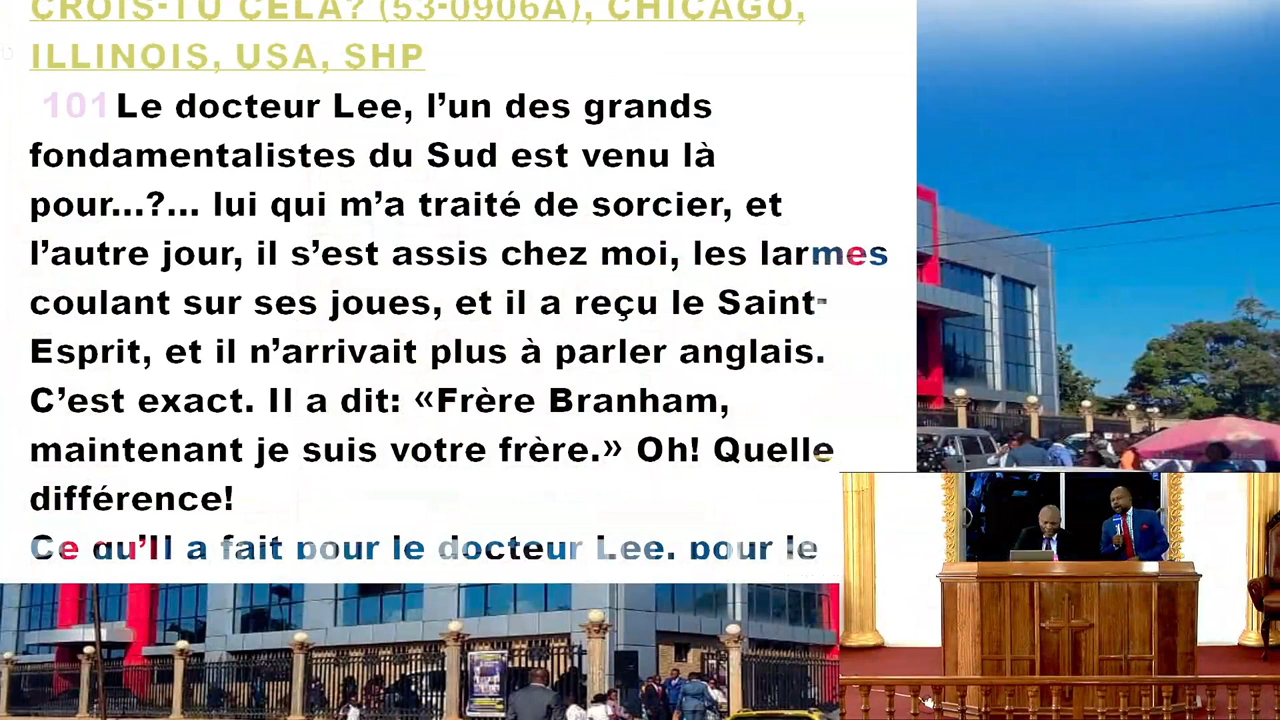 CROIS-TU CELA? (53-0906A), CHICAGO,
ILLINOIS, USA, SHP
101 Le docteur Lee, l’un des grands
fondamentalistes du Sud est venu là
pour...?... lui qui m’a traité de sorcier, et
l’autre jour, il s’est assis chez moi, les larmes
coulant sur ses joues, et il a reçu le Saint-
Esprit, et il n’arrivait plus à parler anglais.
C’est exact. Il a dit: «Frère Branham,
maintenant je suis votre frère.» Oh! Quelle
différence!
Ce qu’Il a fait pour le docteur Lee, pour le